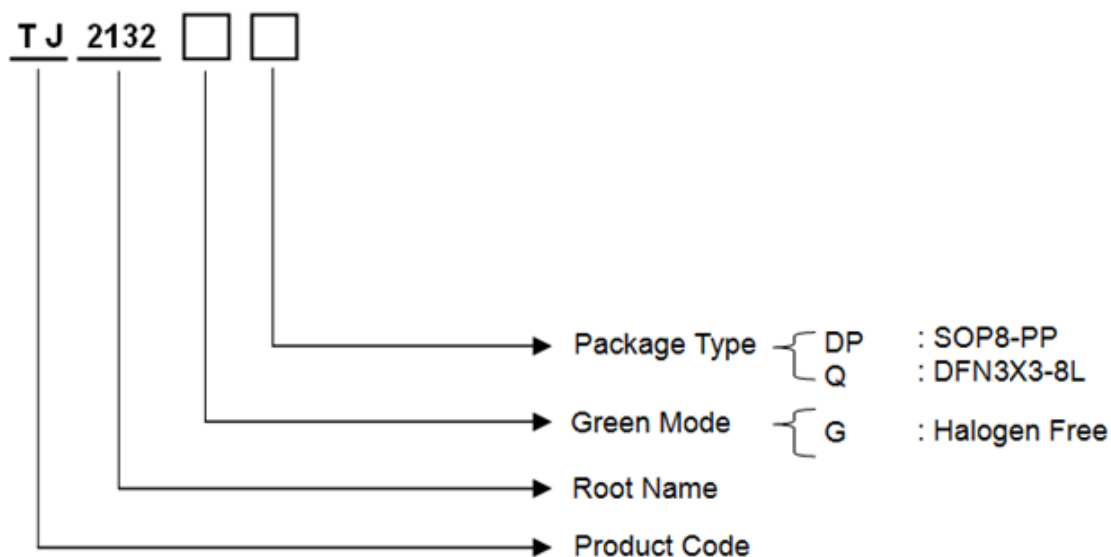 TJ 2132
Package Type DP : SOP8-PP
Q : DFN3X3-8L
Green Mode G : Halogen Free
Root Name
Product Code